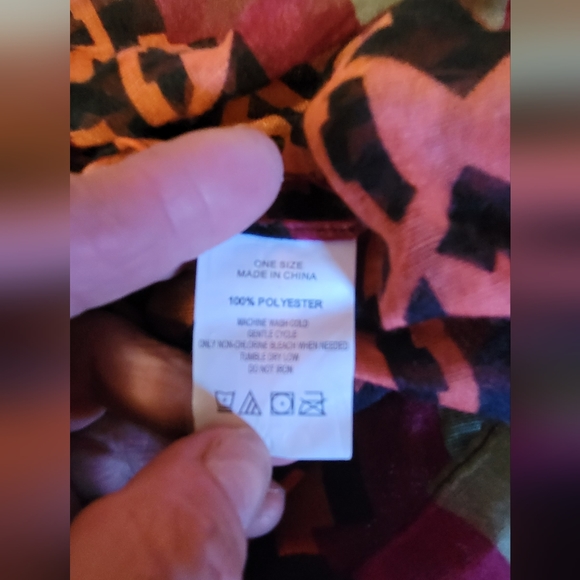 ONE SIZE
MADE IN CHINA
100% POLYESTER
MACHINE WASH COLD
GENTLE CYCLE
ONLY NON-CHLORINE BLEACH WHEN NEEDED
TUMBLE DRY LOW
DO NOT IRON